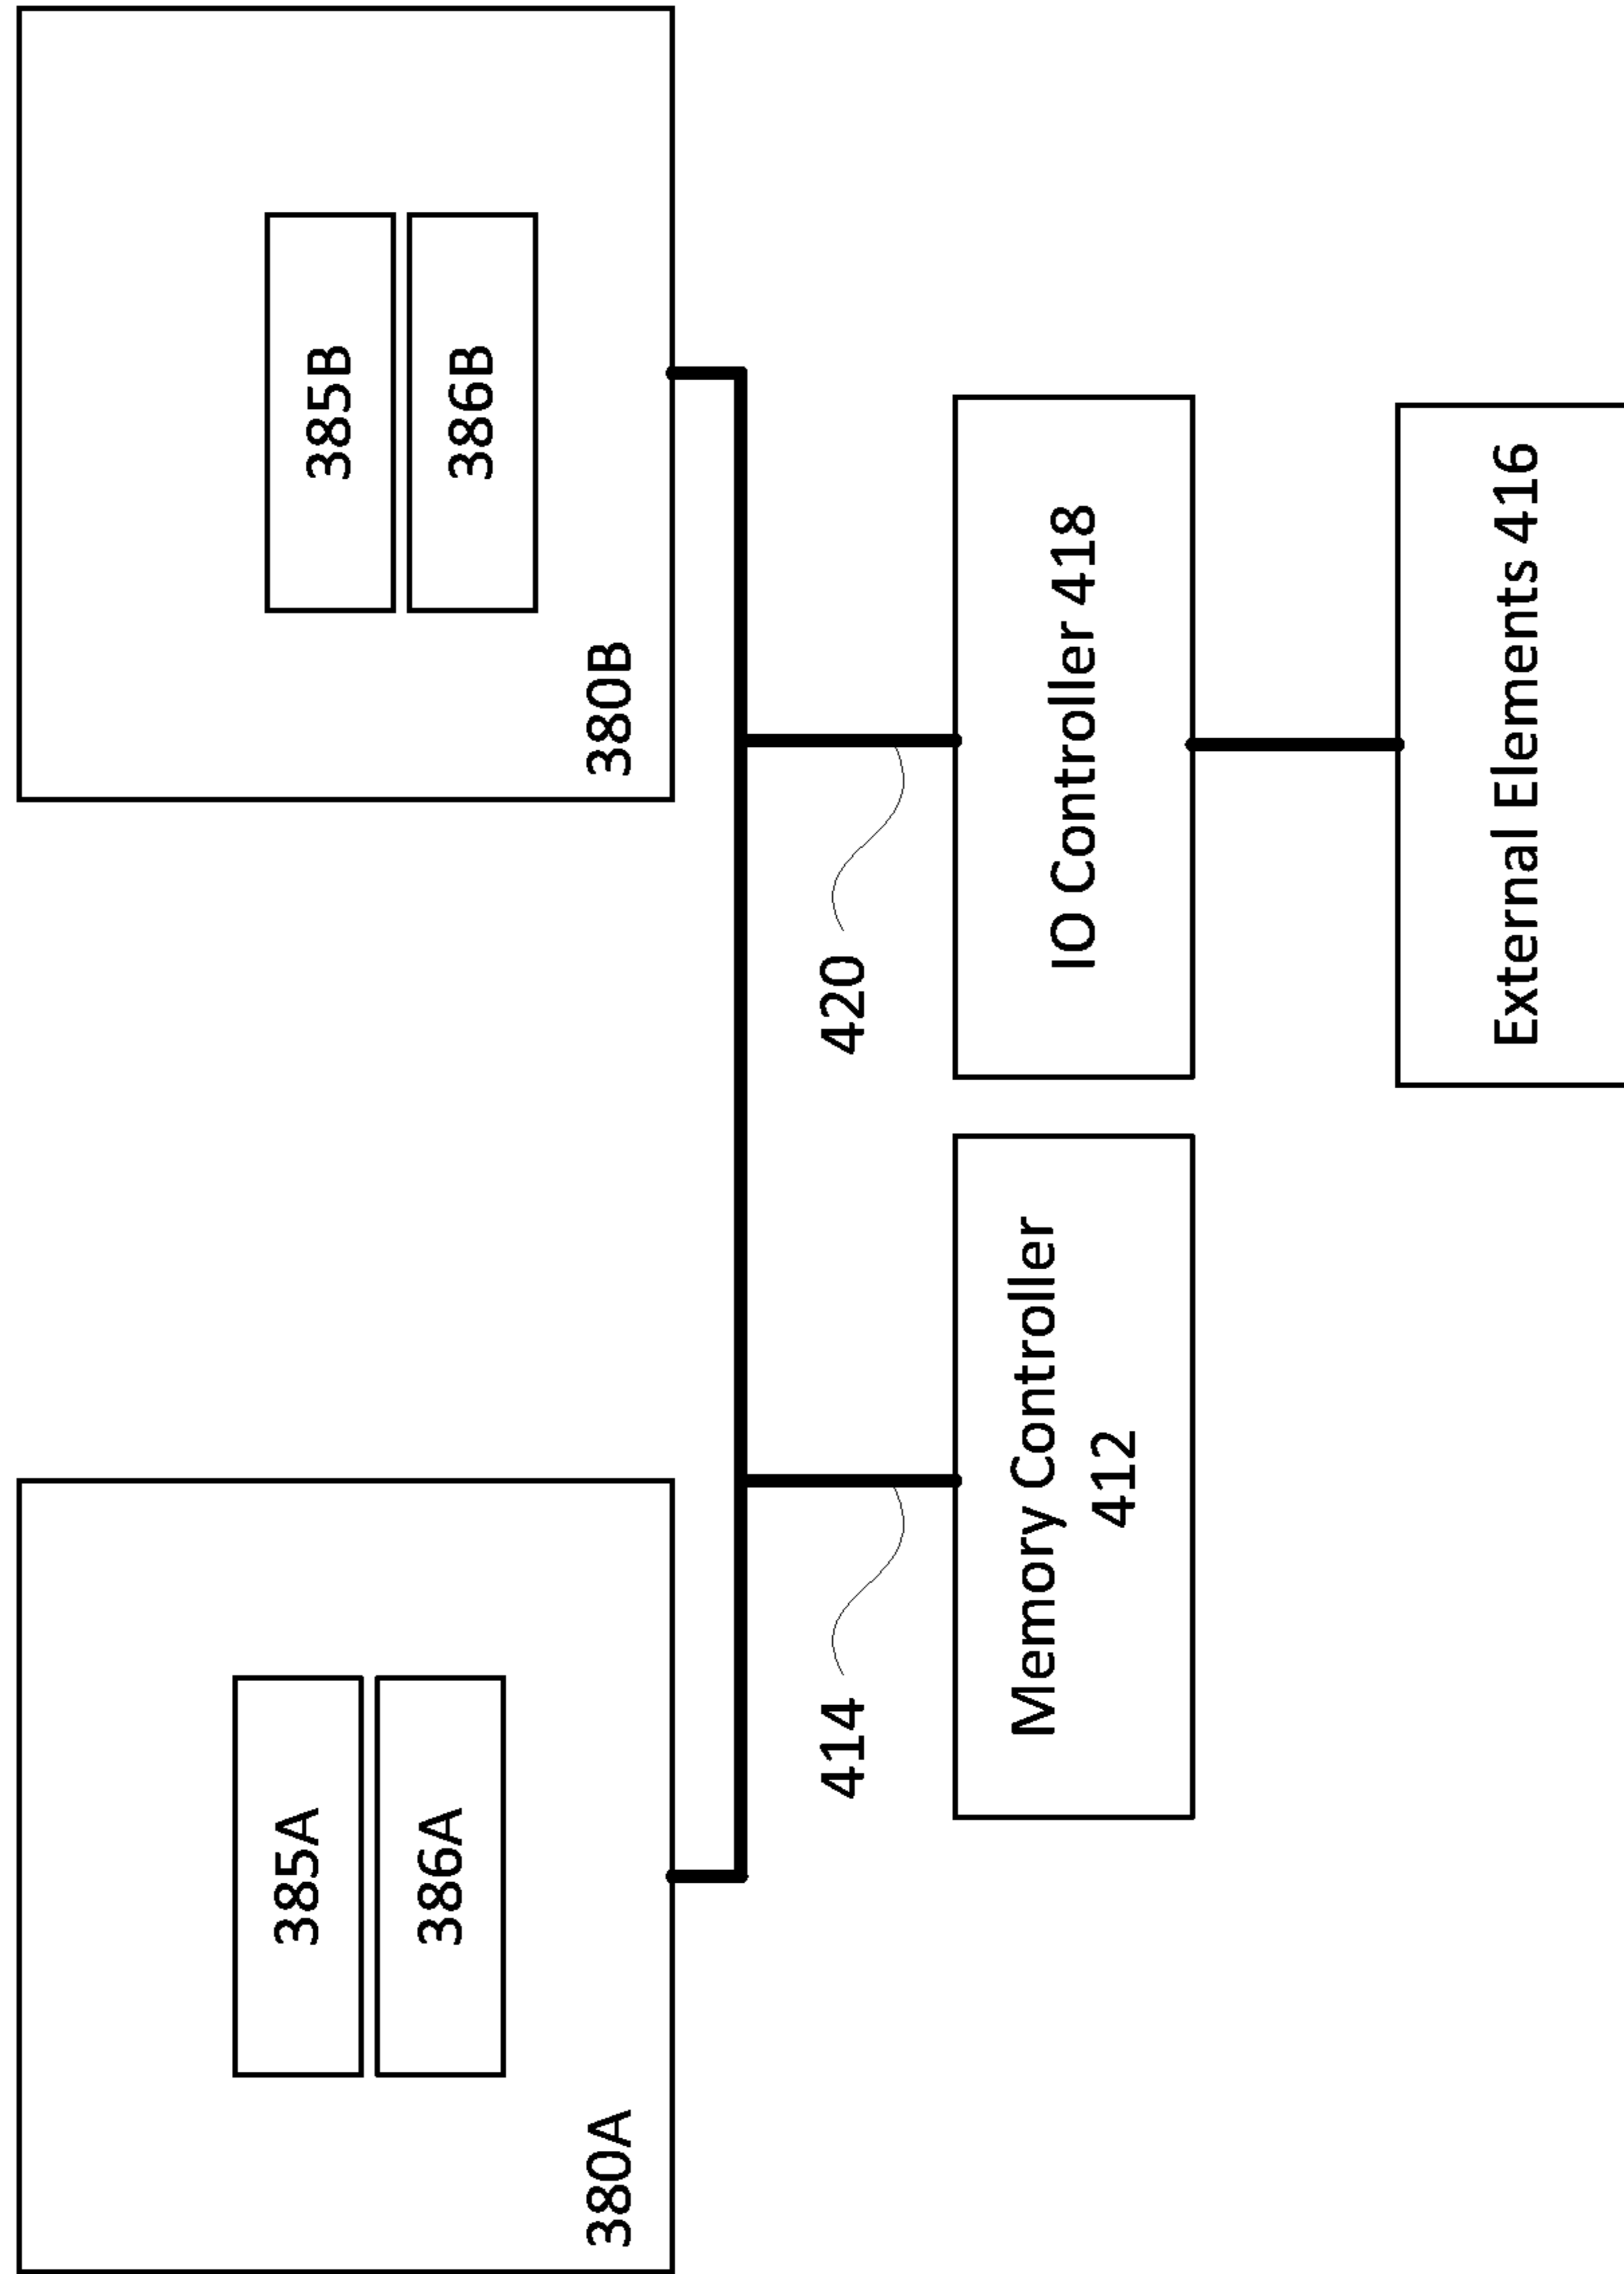 385A
386A
380A
385B
386B
380B
414
420
Memory Controller
412
IO Controller 418
External Elements 416